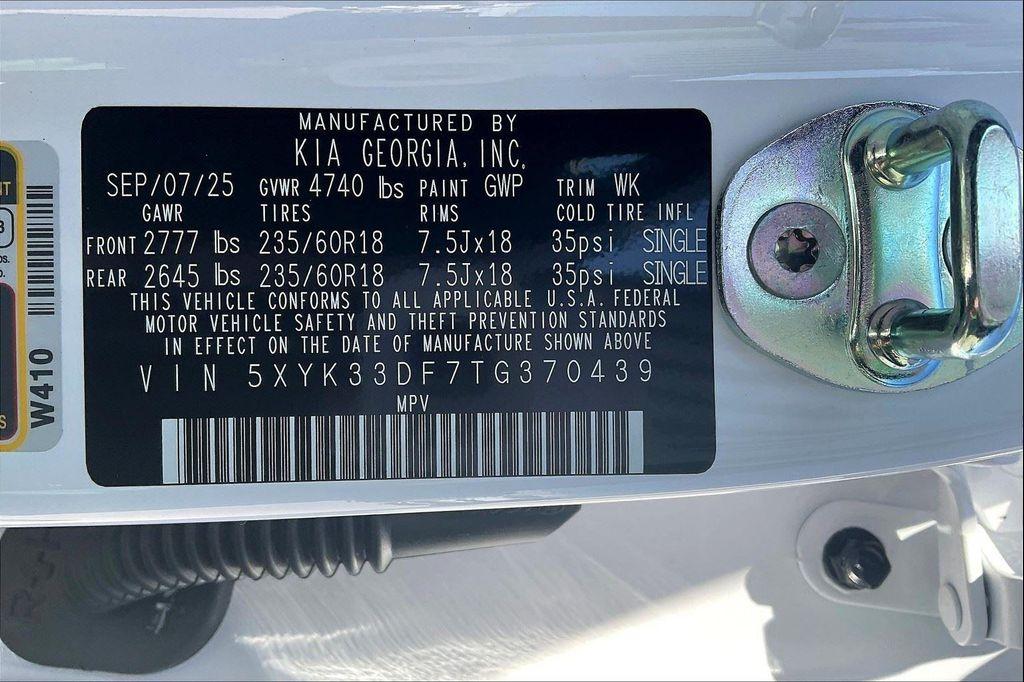 MANUFACTURED BY
KIA GEORGIA, INC.
SEP/07/25 GVWR 4740 lbs PAINT GWP TRIM WK
GAWR TIRES RIMS COLD TIRE INFL
FRONT 2777 lbs 235/60R18 7.5Jx18 35psi SINGLE
REAR 2645 lbs 235/60R18 7.5Jx18 35psi SINGLE
THIS VEHICLE CONFORMS TO ALL APPLICABLE U.S.A. FEDERAL
MOTOR VEHICLE SAFETY AND THEFT PREVENTION STANDARDS
IN EFFECT ON THE DATE OF MANUFACTURE SHOWN ABOVE
VIN 5XYK33DF7TG370439
MPV
W410